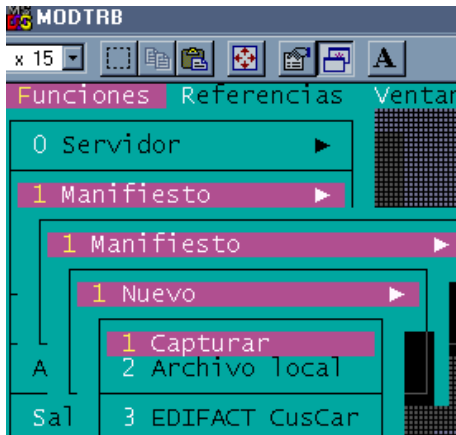 MODTRB
x 15
A
Funciones Referencias Ventar
0 Servidor
1 Manifiesto
1 Manifiesto
1 Nuevo
1 Capturar
A
2 Archivo local
Sal
3 EDIFACT CusCar